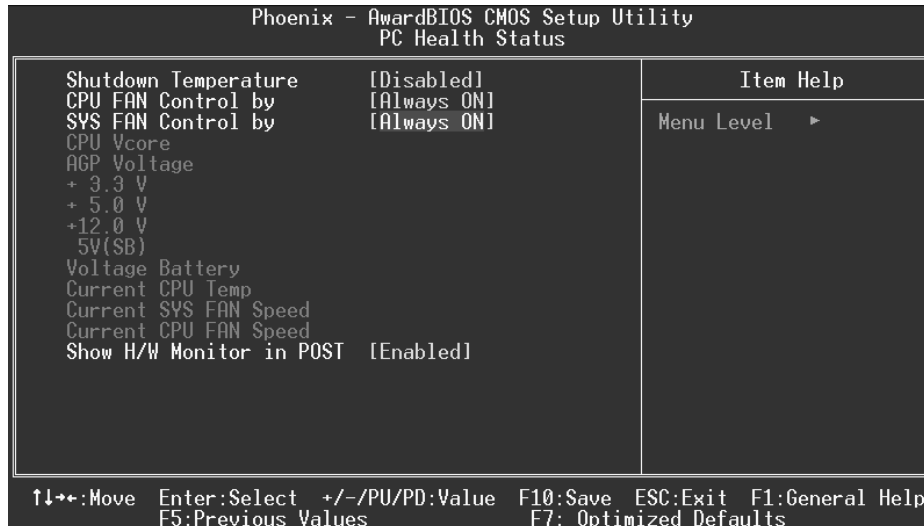 Phoenix - AwardBIOS CMOS Setup Utility
PC Health Status
Shutdown Temperature [Disabled]
CPU FAN Control by [Always ON]
SYS FAN Control by [Always ON]
CPU Vcore
AGP Voltage
+ 3.3 V
+ 5.0 V
+12.0 V
5V(SB)
Voltage Battery
Current CPU Temp
Current SYS FAN Speed
Current CPU FAN Speed
Show H/W Monitor in POST [Enabled]
Item Help
Menu Level ►
↑↓→←:Move Enter:Select +/-/PU/PD:Value F10:Save ESC:Exit F1:General Help
F5:Previous Values F7: Optimized Defaults